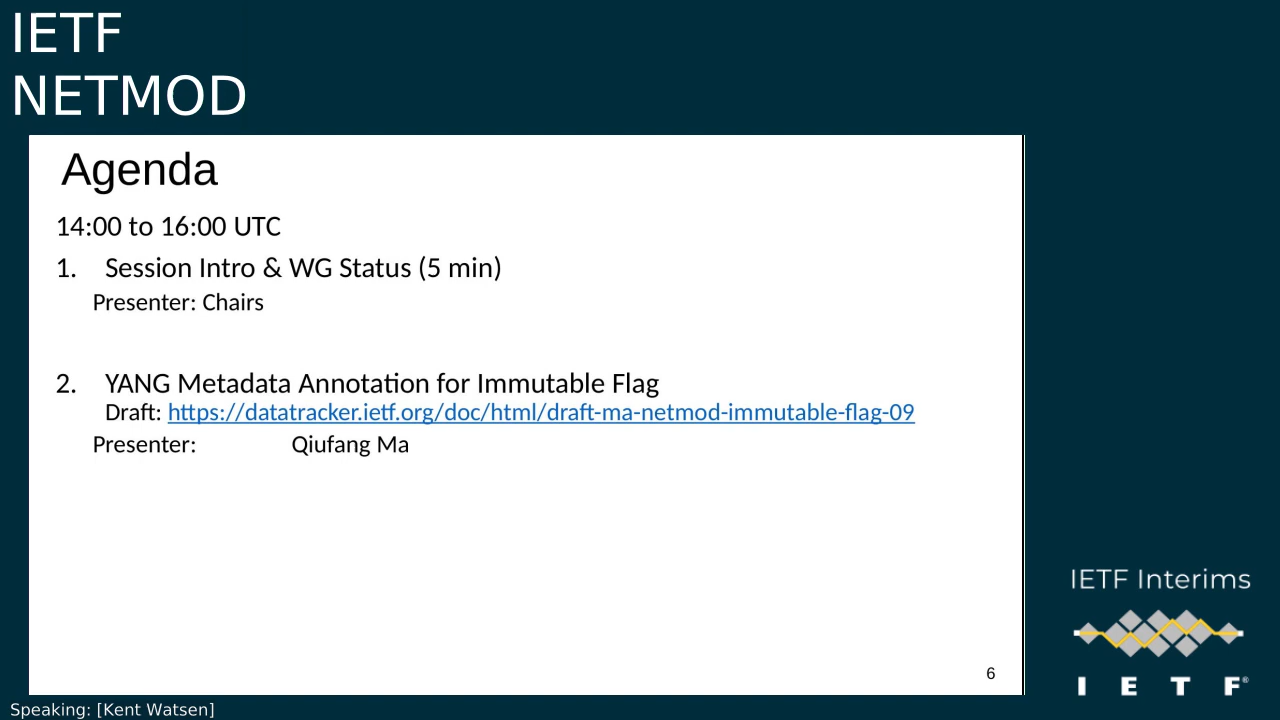 IETF
NETMOD
Agenda
14:00 to 16:00 UTC
1. Session Intro & WG Status (5 min)
Presenter: Chairs
2. YANG Metadata Annotation for Immutable Flag
Draft: https://datatracker.ietf.org/doc/html/draft-ma-netmod-immutable-flag-09
Presenter: Qiufang Ma
6
IETF Interims
I E T F®
Speaking: [Kent Watsen]